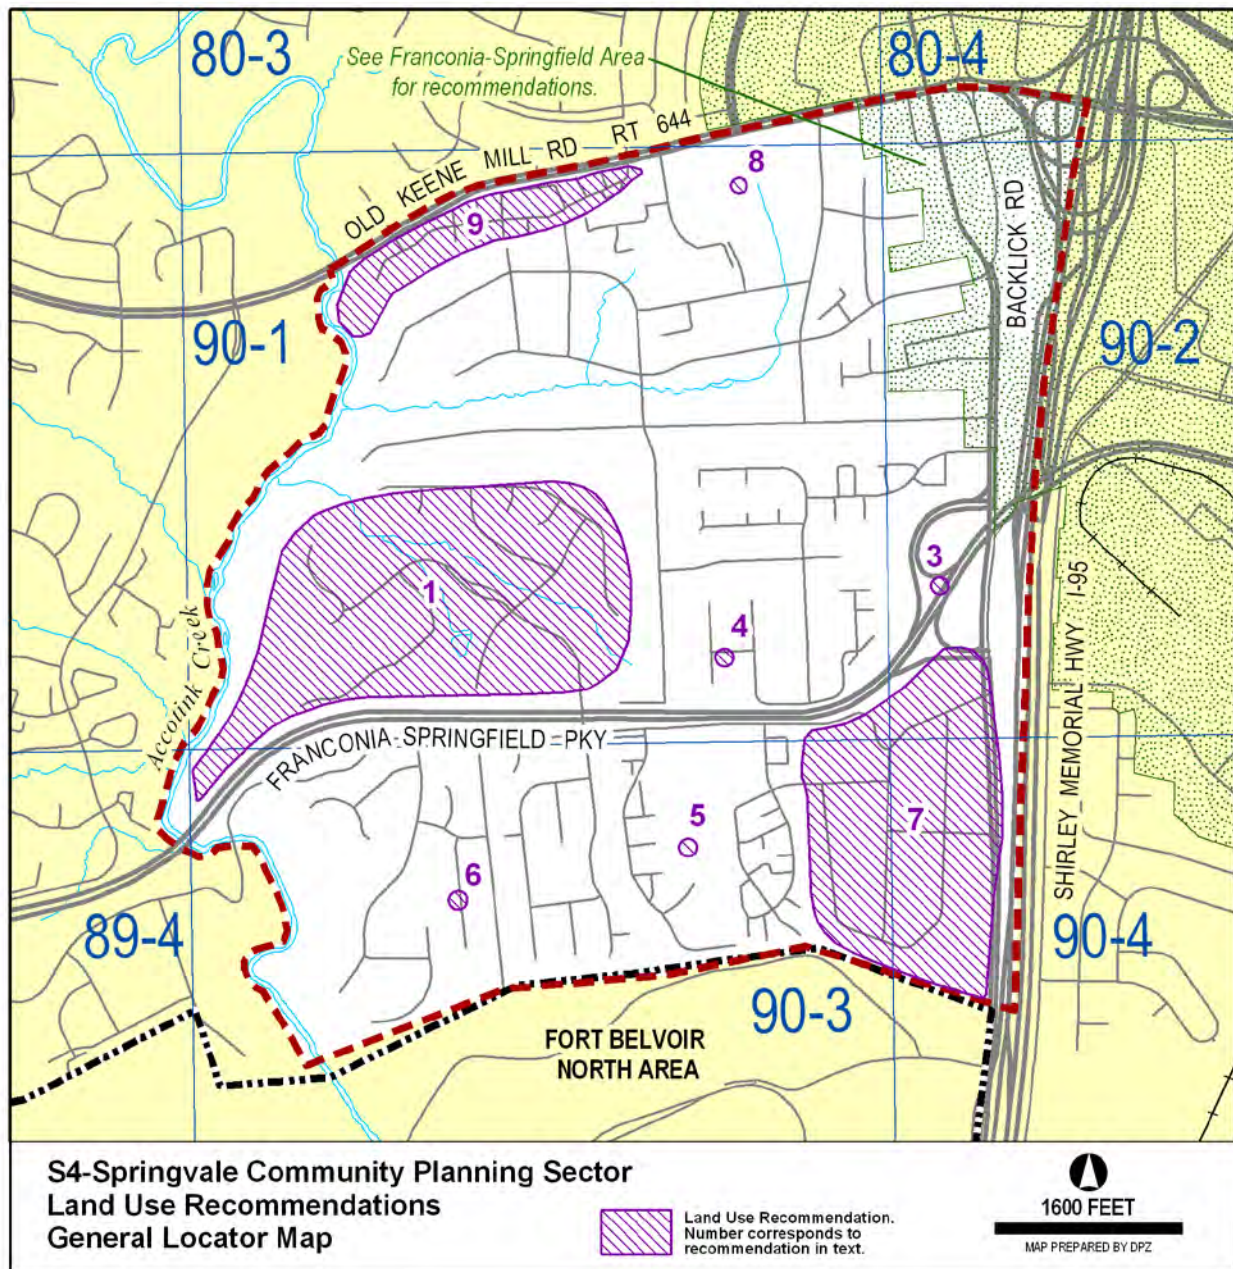 80-3
See Franconia-Springfield Area
for recommendations.
80-4
OLD KEENE MILL RD RT 644
8
9
BACKLICK RD
90-1
90-2
3
1
4
Accotink Creek
FRANCONIA-SPRINGFIELD PKY
SHIRLEY MEMORIAL HWY I-95
5
7
6
89-4
90-4
90-3
FORT BELVOIR
NORTH AREA
S4-Springvale Community Planning Sector
Land Use Recommendations
General Locator Map
Land Use Recommendation.
Number corresponds to
recommendation in text.
1600 FEET
MAP PREPARED BY DPZ